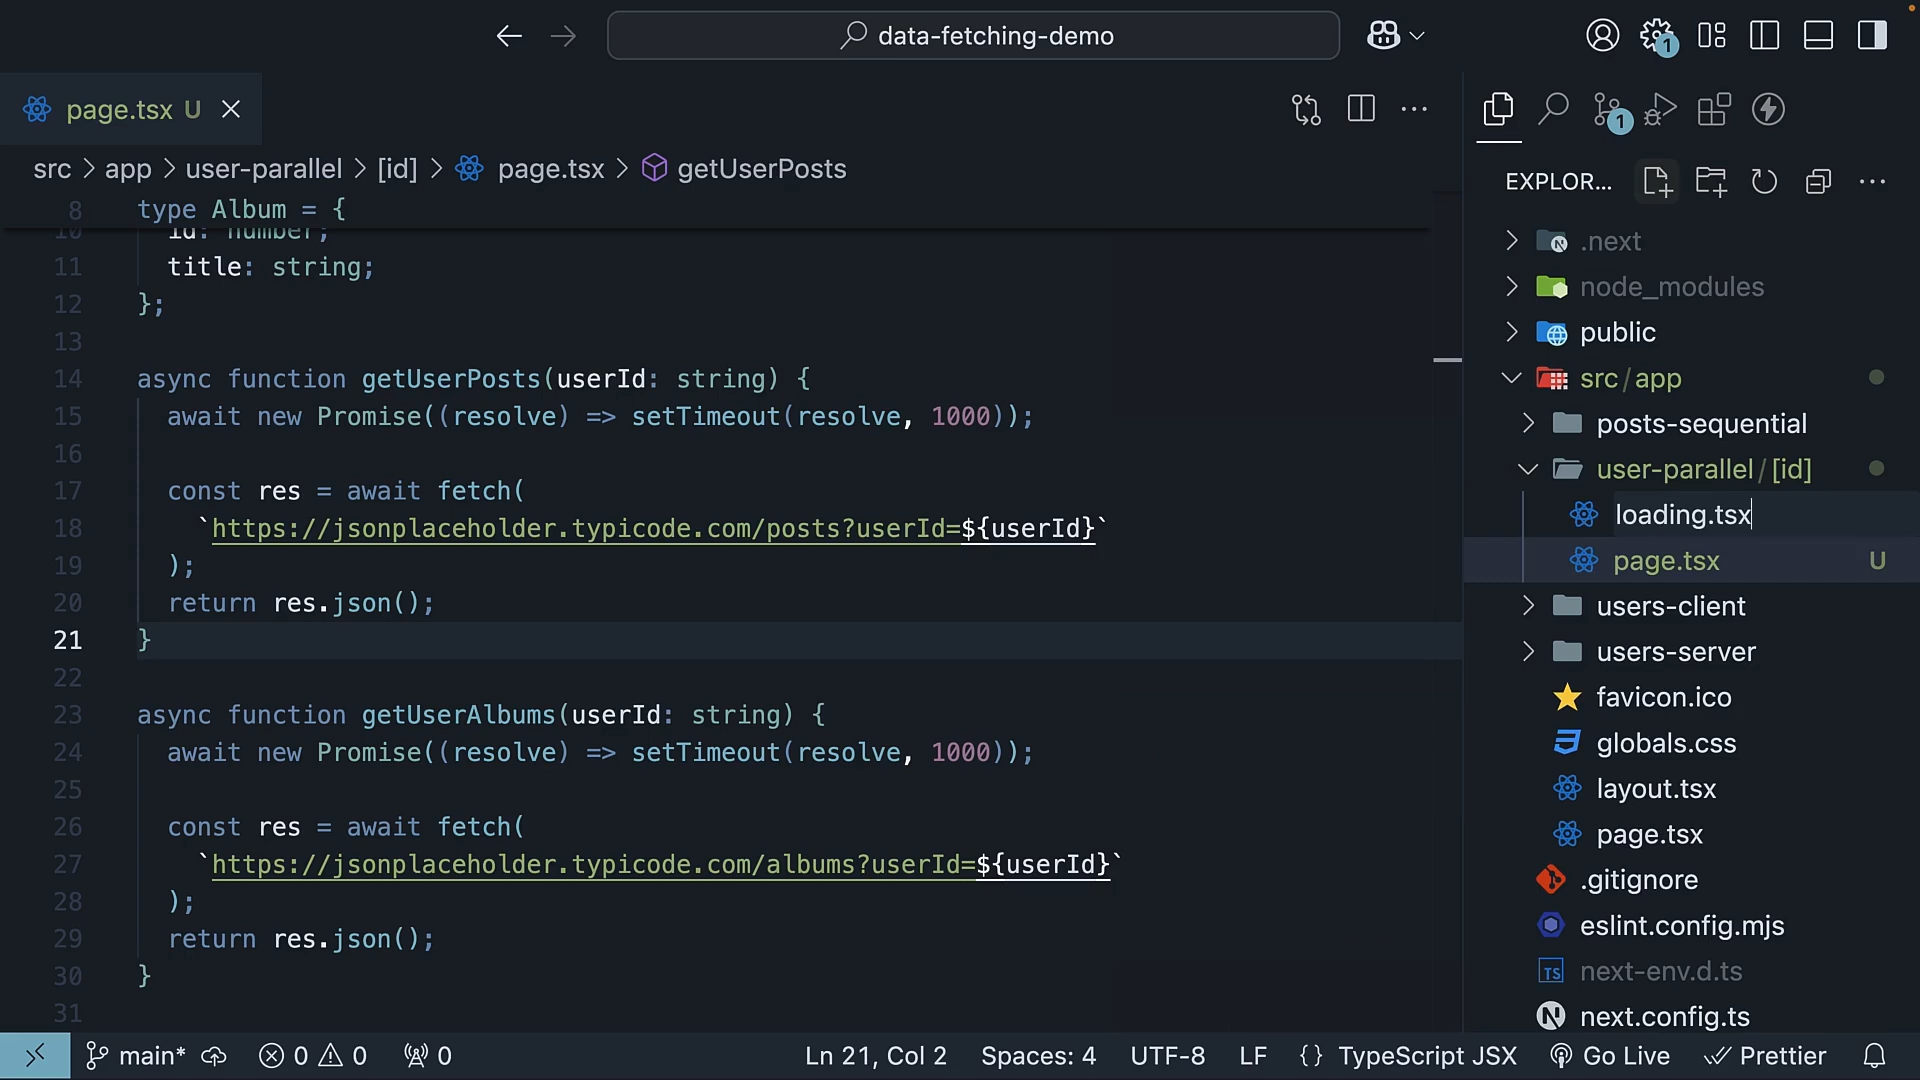 data-fetching-demo
1
page.tsx U
1
src > app > user-parallel > [id] > page.tsx > getUserPosts
EXPLOR...
8 type Album = {
10 id: number;
11 title: string;
12 };
13
14 async function getUserPosts(userId: string) {
15 await new Promise((resolve) => setTimeout(resolve, 1000));
16
17 const res = await fetch(
18 `https://jsonplaceholder.typicode.com/posts?userId=${userId}`
19 );
20 return res.json();
21 }
22
23 async function getUserAlbums(userId: string) {
24 await new Promise((resolve) => setTimeout(resolve, 1000));
25
26 const res = await fetch(
27 `https://jsonplaceholder.typicode.com/albums?userId=${userId}`
28 );
29 return res.json();
30 }
31
.next
node_modules
public
src/app
posts-sequential
user-parallel/[id]
loading.tsx
page.tsx U
users-client
users-server
favicon.ico
globals.css
layout.tsx
page.tsx
.gitignore
eslint.config.mjs
TS next-env.d.ts
next.config.ts
main* 0 0 0 Ln 21, Col 2 Spaces: 4 UTF-8 LF {} TypeScript JSX Go Live Prettier